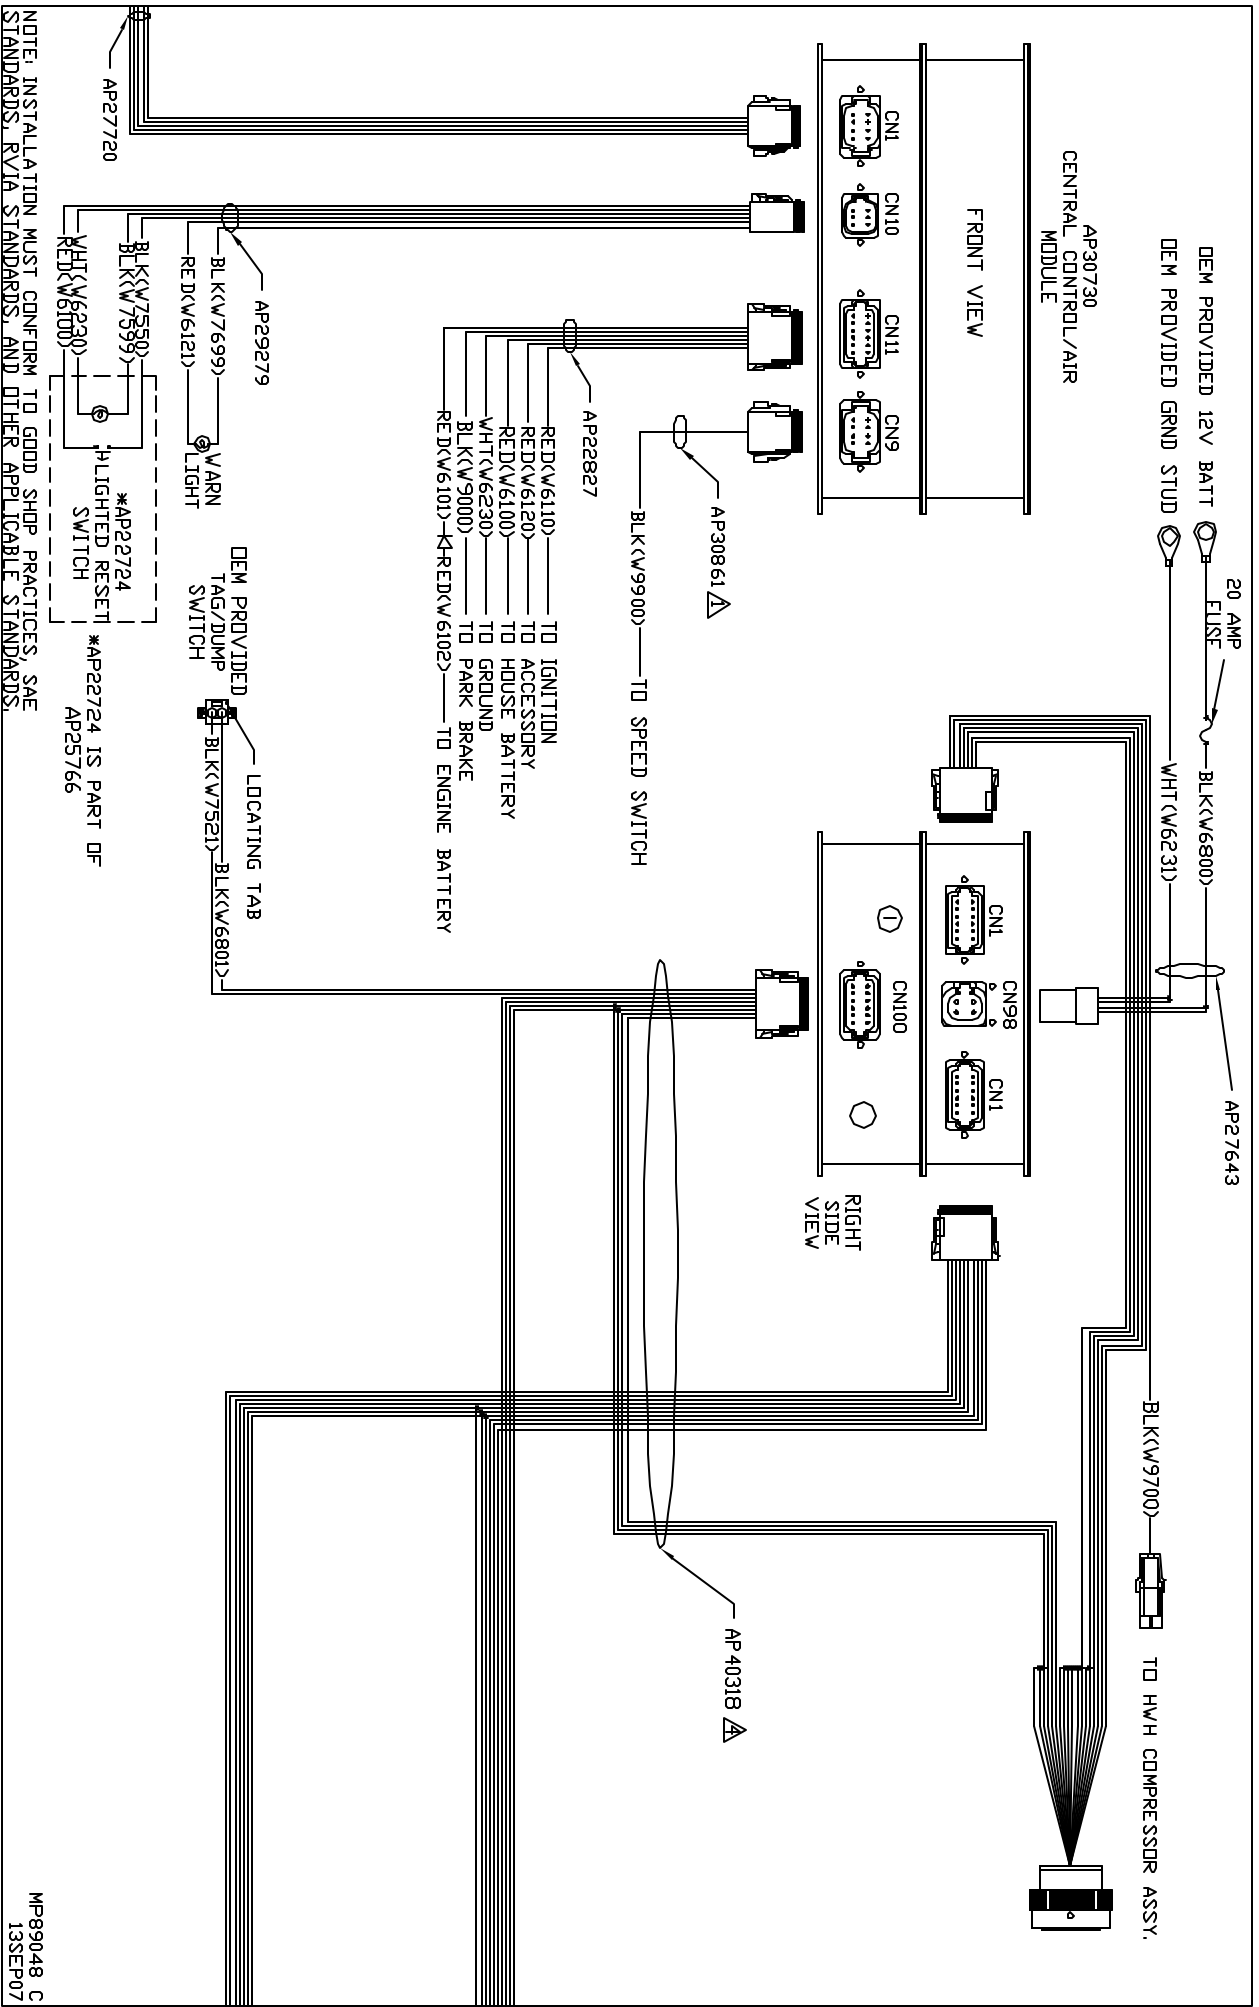 OEM PROVIDED 12V BATT
OEM PROVIDED GRND STUD
20 AMP
FUSE
BLK(W6800)
WHT(W6231)
AP27643
AP30730
CENTRAL CONTROL/AIR
MODULE
FRONT VIEW
CN1
CN10
CN11
CN9
CN1
CN98
CN1
CN100
RIGHT
SIDE
VIEW
BLK(W9700)
TO HWH COMPRESSOR ASSY.
AP30861 1
BLK(W9900)
TO SPEED SWITCH
AP40318 4
AP22827
RED(W6110) TO IGNITION
RED(W6120) TO ACCESSORY
RED(W6100) TO HOUSE BATTERY
WHT(W6230) TO GROUND
BLK(W9000) TO PARK BRAKE
RED(W6101) RED(W6102) TO ENGINE BATTERY
AP29279
BLK(W7699)
RED(W6121)
WARN
LIGHT
BLK(W7550)
BLK(W7599)
WHT(W6230)
RED(W6100)
*AP22724
LIGHTED RESET
SWITCH
*AP22724 IS PART OF
AP25766
OEM PROVIDED
TAG/DUMP
SWITCH
LOCATING TAB
BLK(W6801)
BLK(W7521)
AP27720
NOTE: INSTALLATION MUST CONFORM TO GOOD SHOP PRACTICES, SAE
STANDARDS, RVIA STANDARDS, AND OTHER APPLICABLE STANDARDS.
MP89048 C
13SEP07